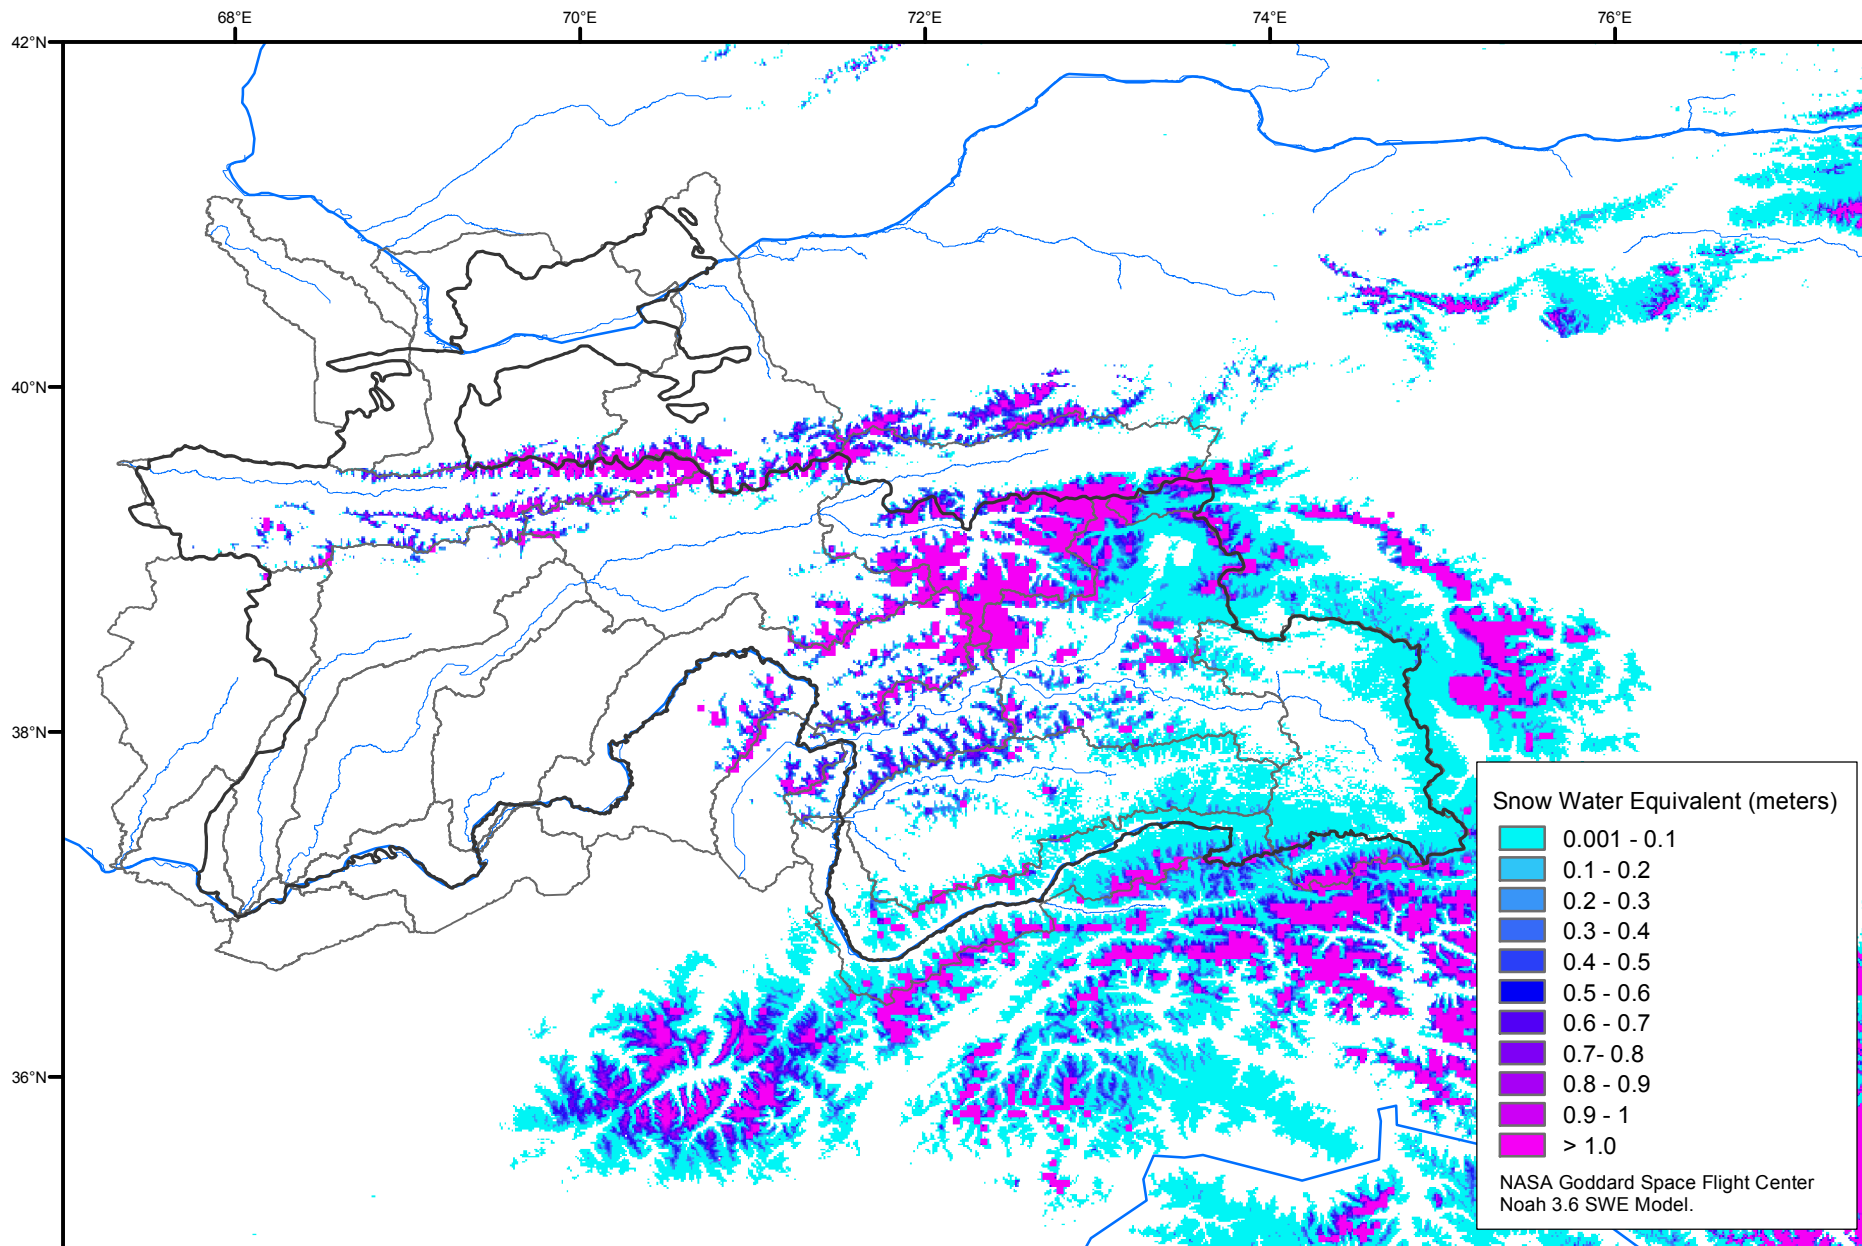 68°E
70°E
72°E
74°E
76°E
42°N
40°N
38°N
36°N
Snow Water Equivalent (meters)
0.001 - 0.1
0.1 - 0.2
0.2 - 0.3
0.3 - 0.4
0.4 - 0.5
0.5 - 0.6
0.6 - 0.7
0.7- 0.8
0.8 - 0.9
0.9 - 1
> 1.0
NASA Goddard Space Flight Center
Noah 3.6 SWE Model.